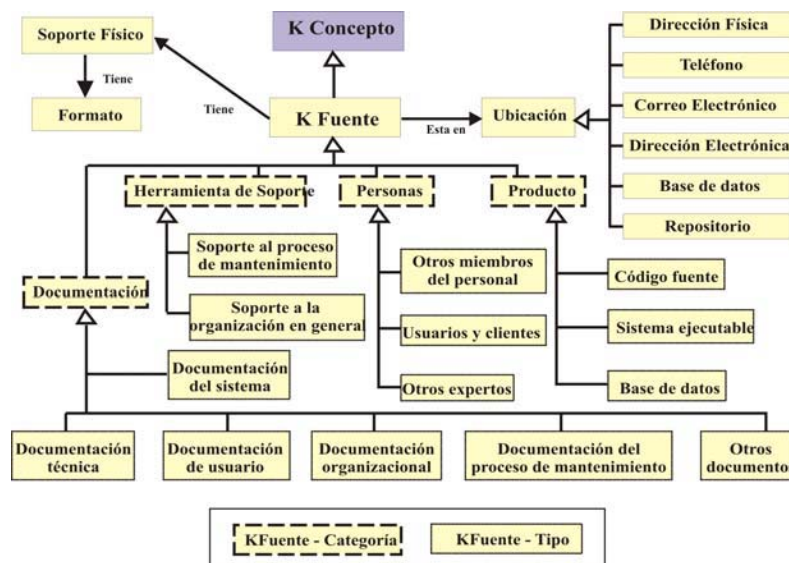 Soporte Físico
K Concepto
Dirección Física
Teléfono
Tiene
Formato
Tiene
K Fuente
Esta en
Ubicación
Correo Electrónico
Dirección Electrónica
Base de datos
Repositorio
Herramienta de Soporte
Personas
Producto
Soporte al proceso
de mantenimiento
Otros miembros
del personal
Código fuente
Documentación
Soporte a la
organización en general
Usuarios y clientes
Sistema ejecutable
Documentación
del sistema
Otros expertos
Base de datos
Documentación
técnica
Documentación
de usuario
Documentación
organizacional
Documentación del
proceso de mantenimiento
Otros
documentos
KFuente - Categoría
KFuente - Tipo